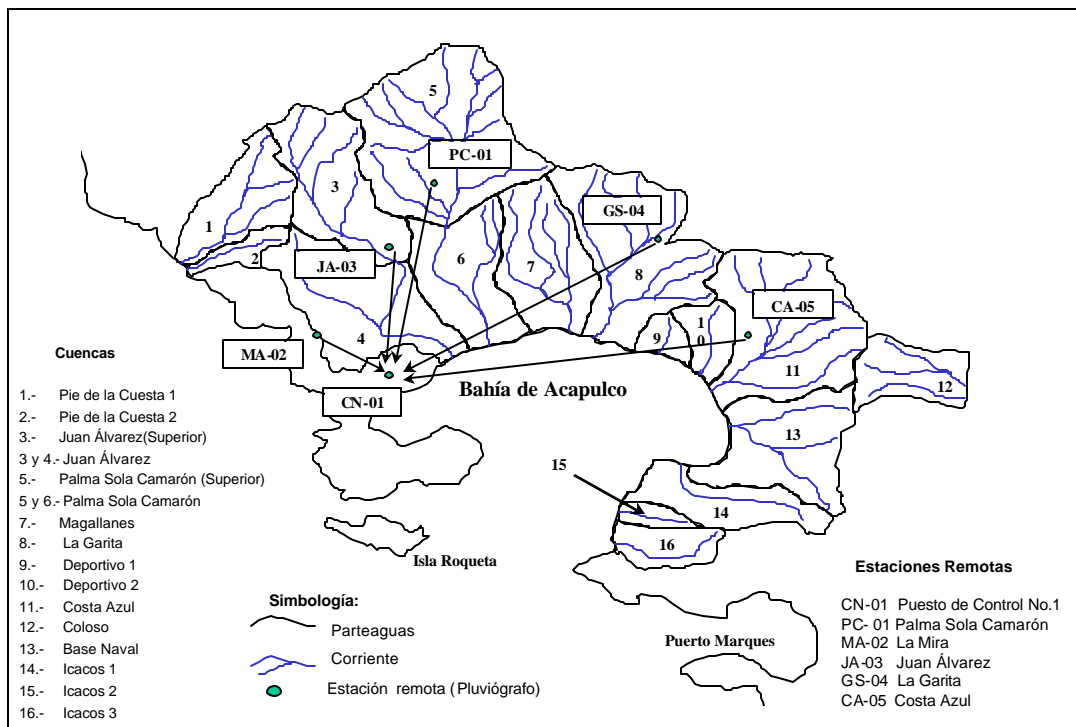 5
PC-01
3
GS-04
1
JA-03
6
7
2
8
CA-05
1
0
9
4
MA-02
11
12
Bahía de Acapulco
CN-01
13
15
14
16
Isla Roqueta
Puerto Marques
Cuencas
1.- Pie de la Cuesta 1
2.- Pie de la Cuesta 2
3.- Juan Álvarez(Superior)
3 y 4.- Juan Álvarez
5.- Palma Sola Camarón (Superior)
5 y 6.- Palma Sola Camarón
7.- Magallanes
8.- La Garita
9.- Deportivo 1
10.- Deportivo 2
11.- Costa Azul
12.- Coloso
13.- Base Naval
14.- Icacos 1
15.- Icacos 2
16.- Icacos 3
Simbología:
Parteaguas
Corriente
Estación remota (Pluviógrafo)
Estaciones Remotas
CN-01 Puesto de Control No.1
PC- 01 Palma Sola Camarón
MA-02 La Mira
JA-03 Juan Álvarez
GS-04 La Garita
CA-05 Costa Azul